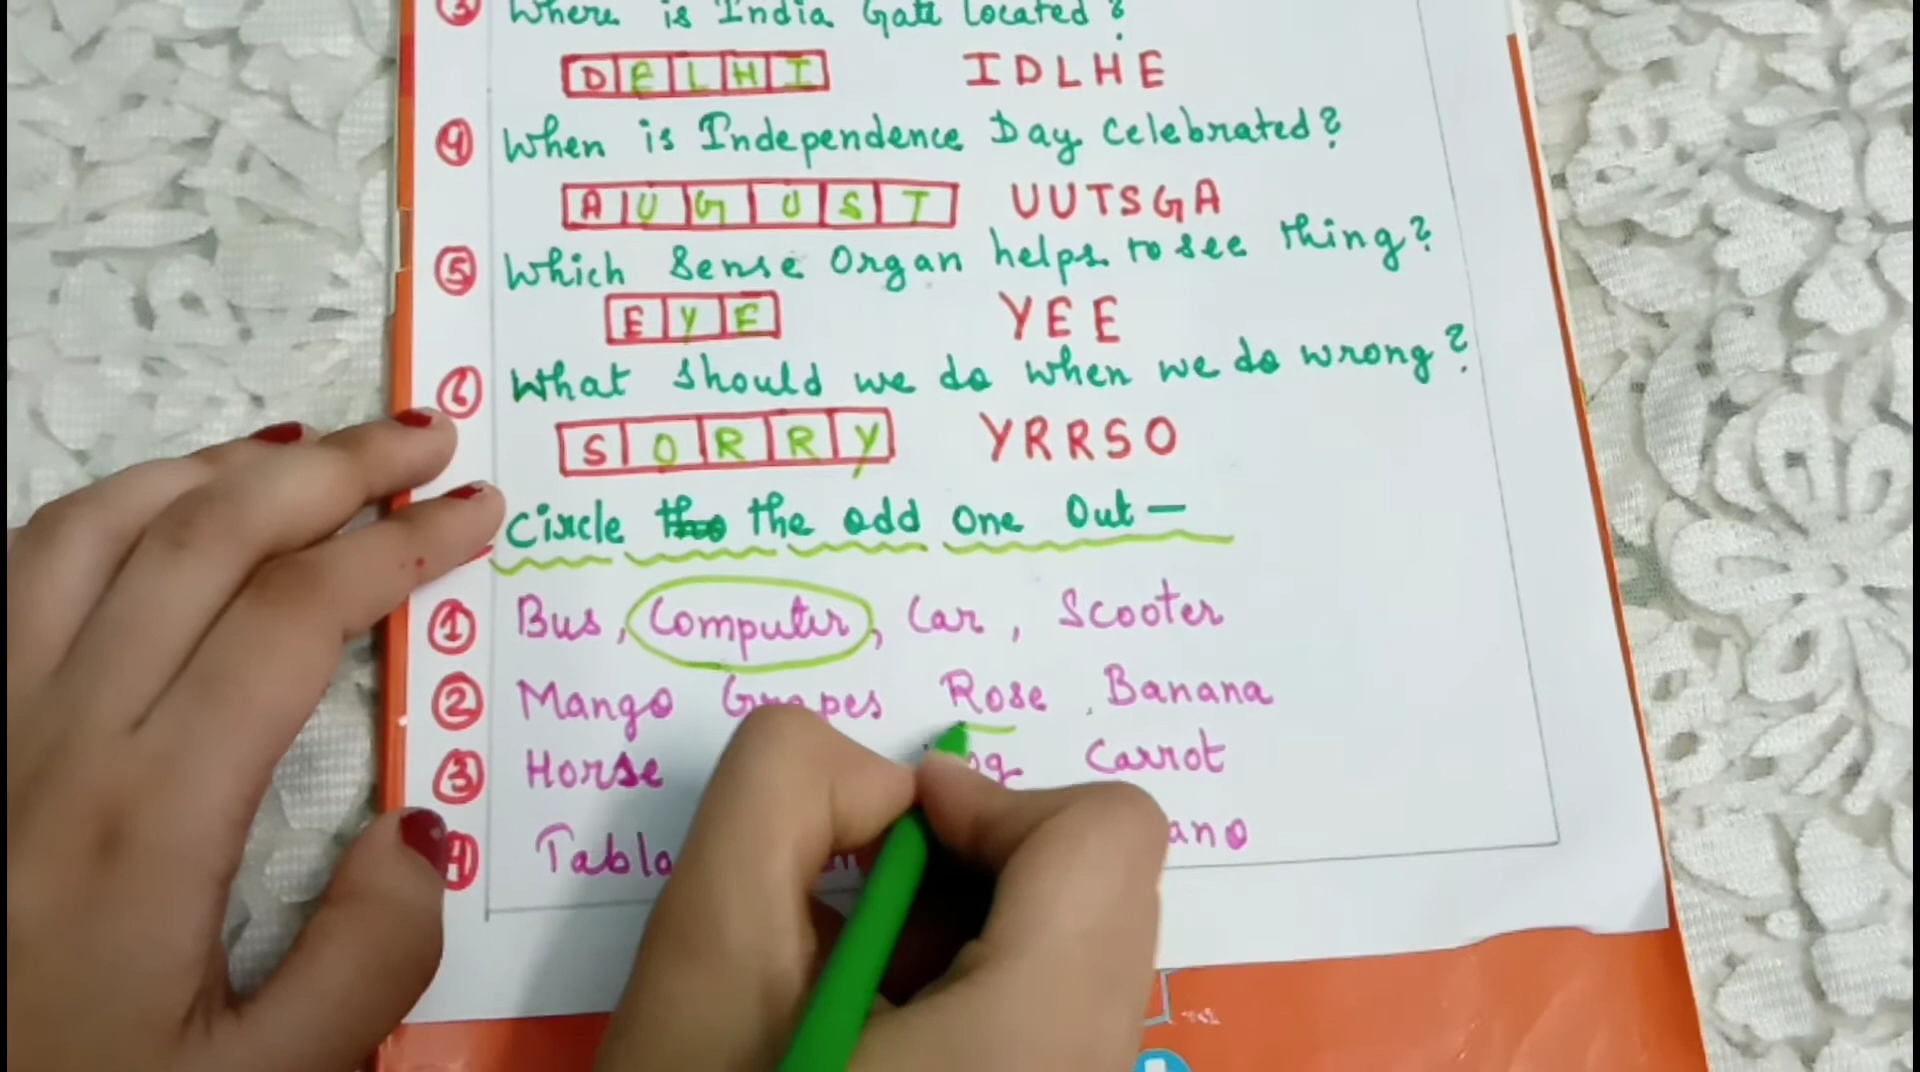 ③ Where is India Gate located?
DELHI IDLHE
④ When is Independence Day Celebrated?
AUGUST UUTSGA
⑤ Which Sense Organ helps to see thing?
EYE YEE
⑥ What should we do when we do wrong?
SORRY YRRSO
Circle the odd One Out -
① Bus, Computer, Car, Scooter
② Mango Grapes Rose, Banana
③ Horse Carrot
④ Tabla